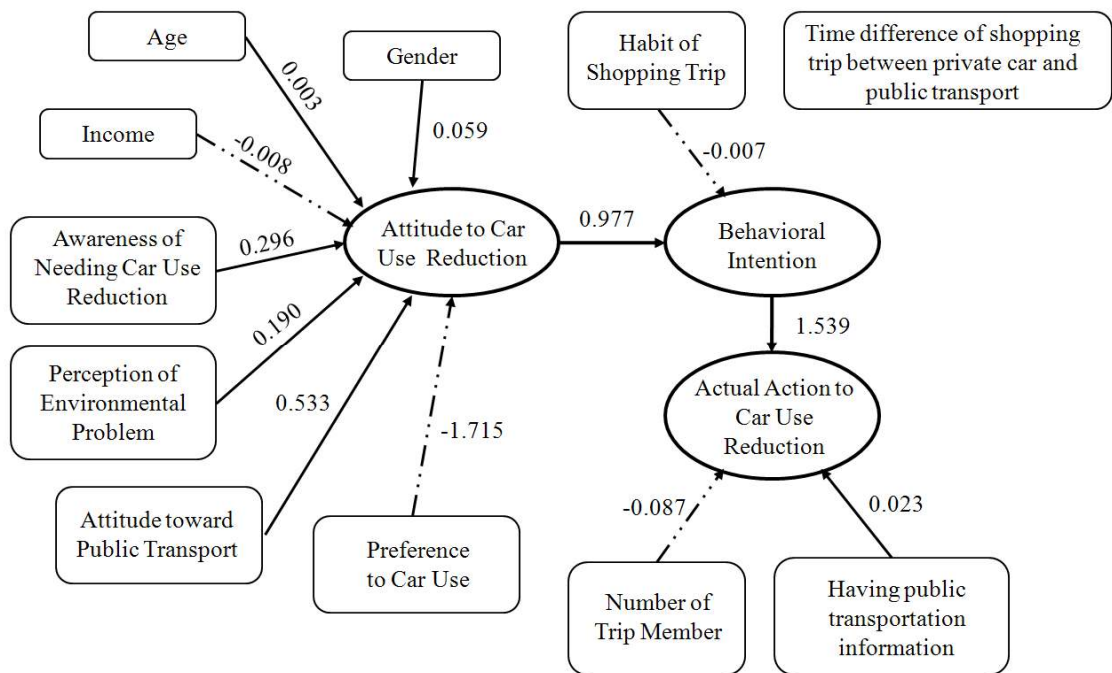 Age
Gender
Habit of
Shopping Trip
Time difference of shopping
trip between private car and
public transport
0.003
0.059
Income
-0.008
-0.007
Awareness of
Needing Car Use
Reduction
0.296
Attitude to Car
Use Reduction
0.977
Behavioral
Intention
0.190
1.539
Perception of
Environmental
Problem
0.533
-1.715
Actual Action to
Car Use
Reduction
Attitude toward
Public Transport
Preference
to Car Use
-0.087
0.023
Number of
Trip Member
Having public
transportation
information